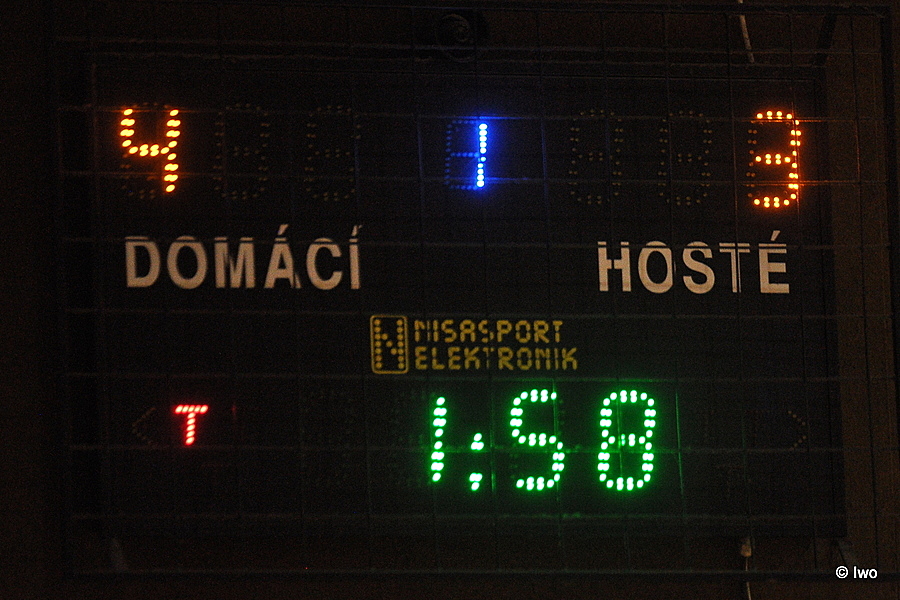 4 1 3
DOMÁCÍ HOSTÉ
N NISASPORT
ELEKTRONIK
T 1:58
© Iwo